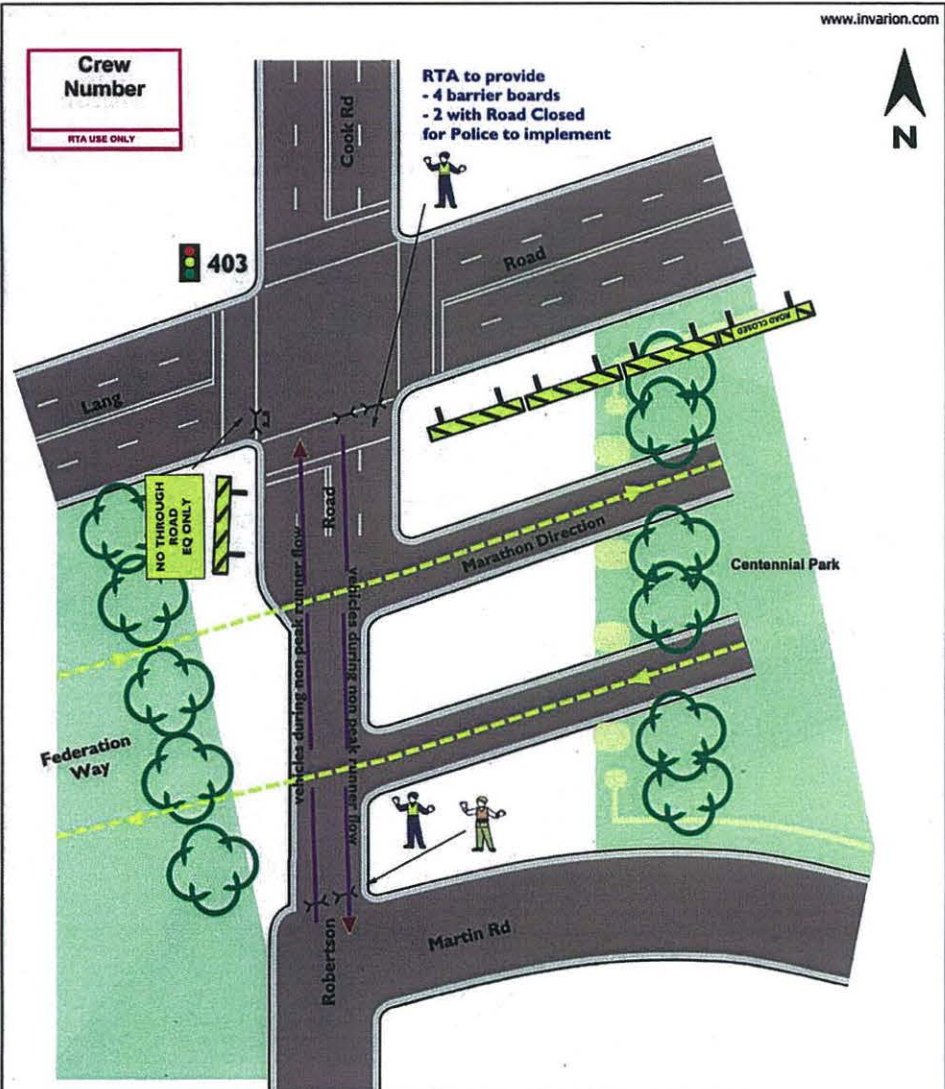 www.invarion.com
Crew
Number
RTA USE ONLY
RTA to provide
- 4 barrier boards
- 2 with Road Closed
for Police to implement
N
Cook Rd
403
Road
ROAD CLOSED
Lang
NO THROUGH
ROAD
EQ ONLY
Road
Marathon Direction
Centennial Park
vehicles during non peak runner flow
vehicles during non peak runner flow
Federation
Way
Robertson
Martin Rd